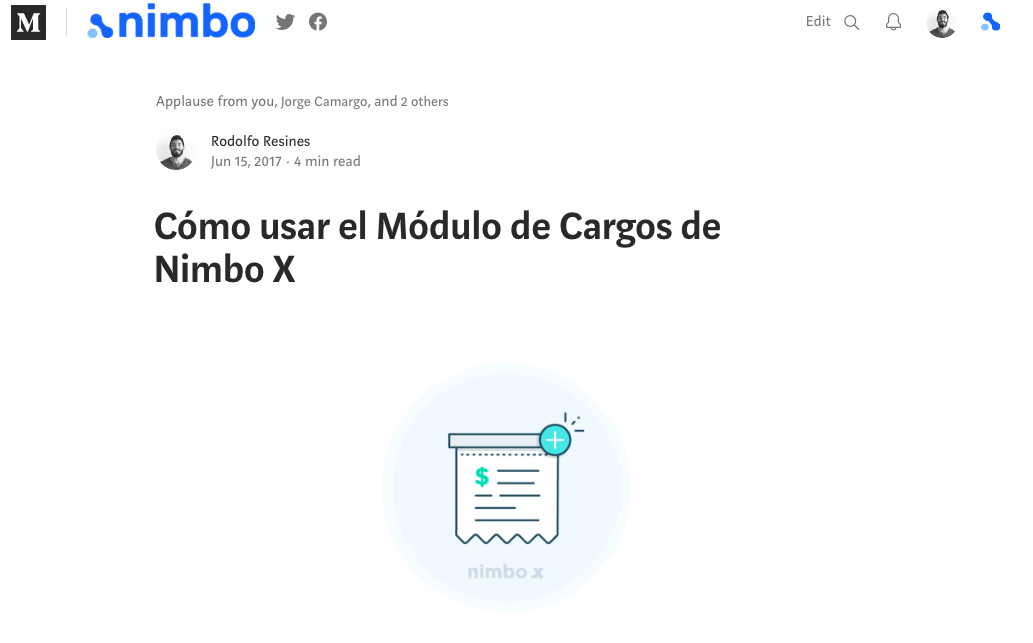 M
nimbo
Edit
Applause from you, Jorge Camargo, and 2 others
Rodolfo Resines
Jun 15, 2017 · 4 min read
Cómo usar el Módulo de Cargos de
Nimbo X
$
nimbo x